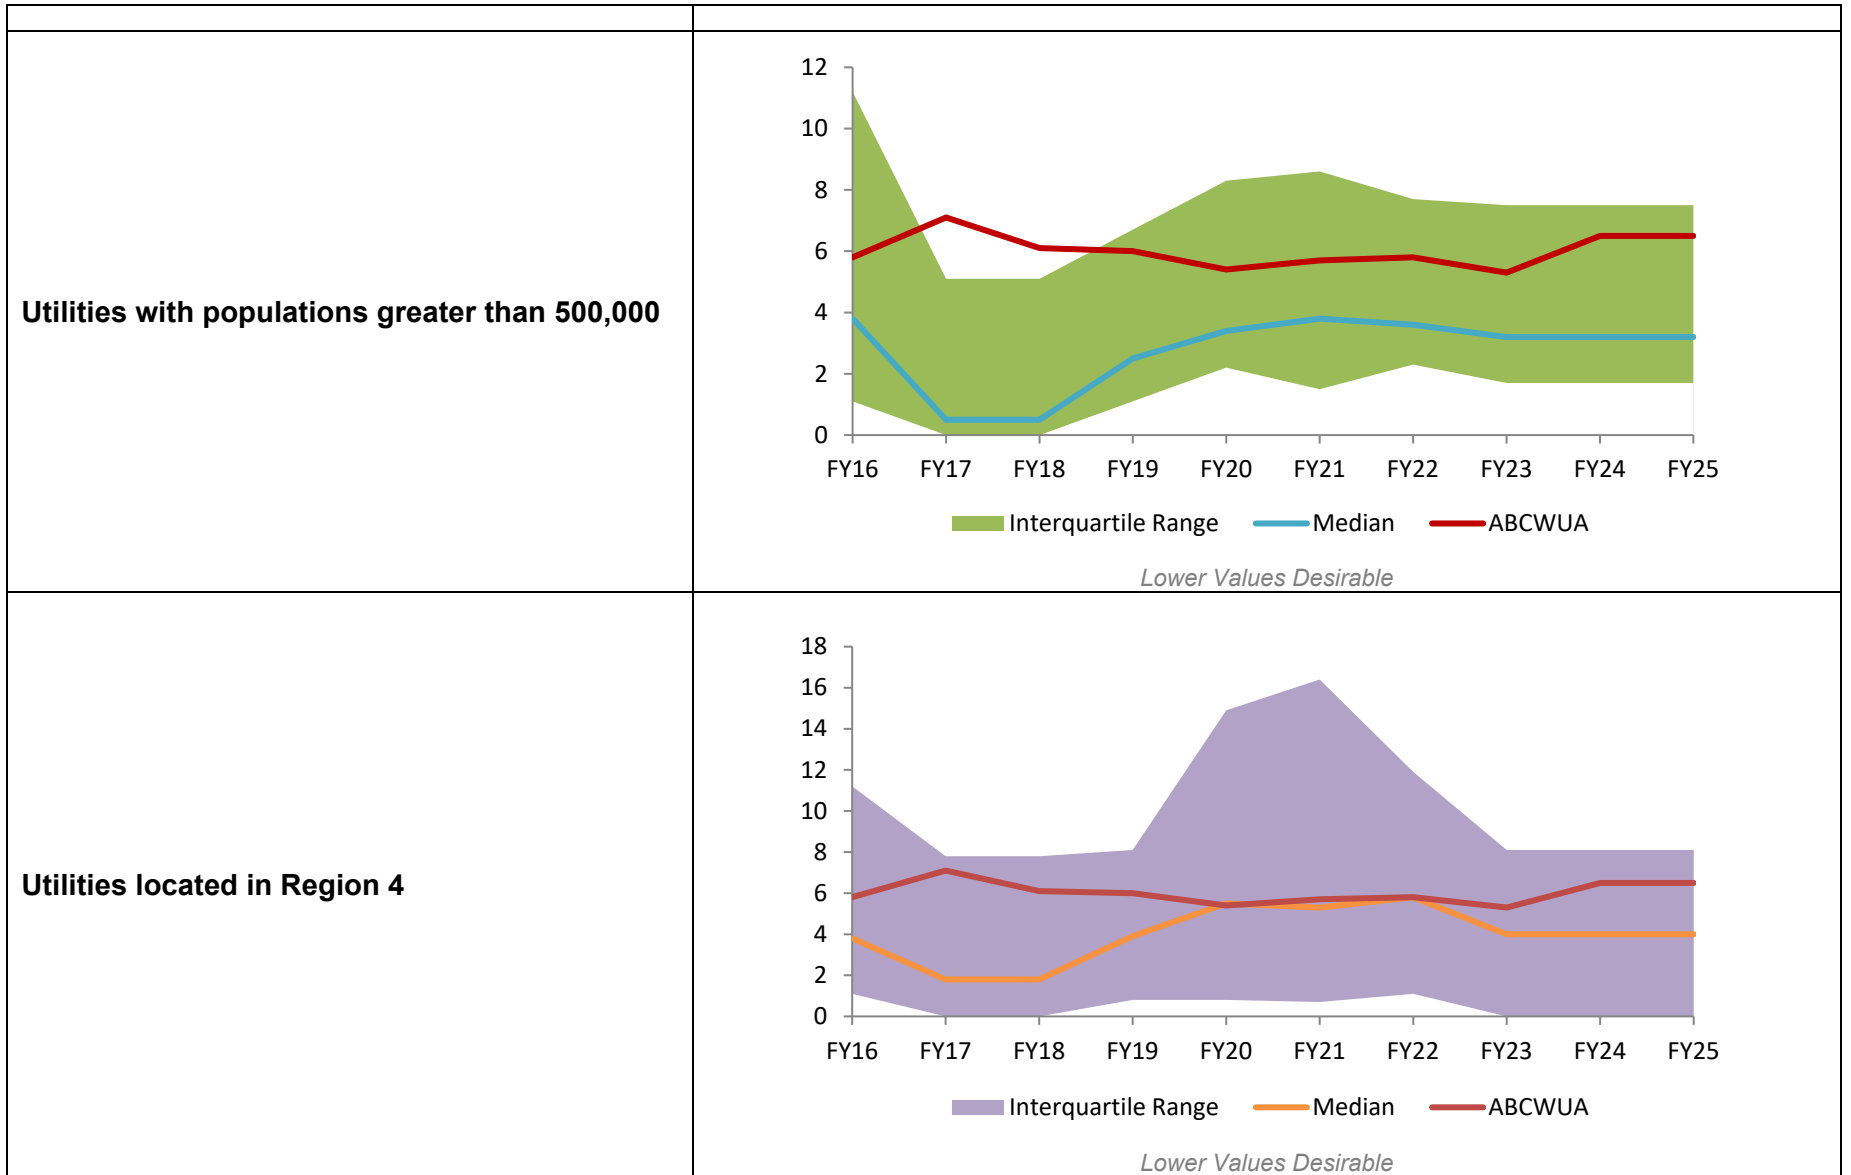 12
10
8
6
4
2
0
FY16 FY17 FY18 FY19 FY20 FY21 FY22 FY23 FY24 FY25
Utilities with populations greater than 500,000
Interquartile Range Median ABCWUA
Lower Values Desirable
18
16
14
12
10
8
6
4
2
0
FY16 FY17 FY18 FY19 FY20 FY21 FY22 FY23 FY24 FY25
Utilities located in Region 4
Interquartile Range Median ABCWUA
Lower Values Desirable